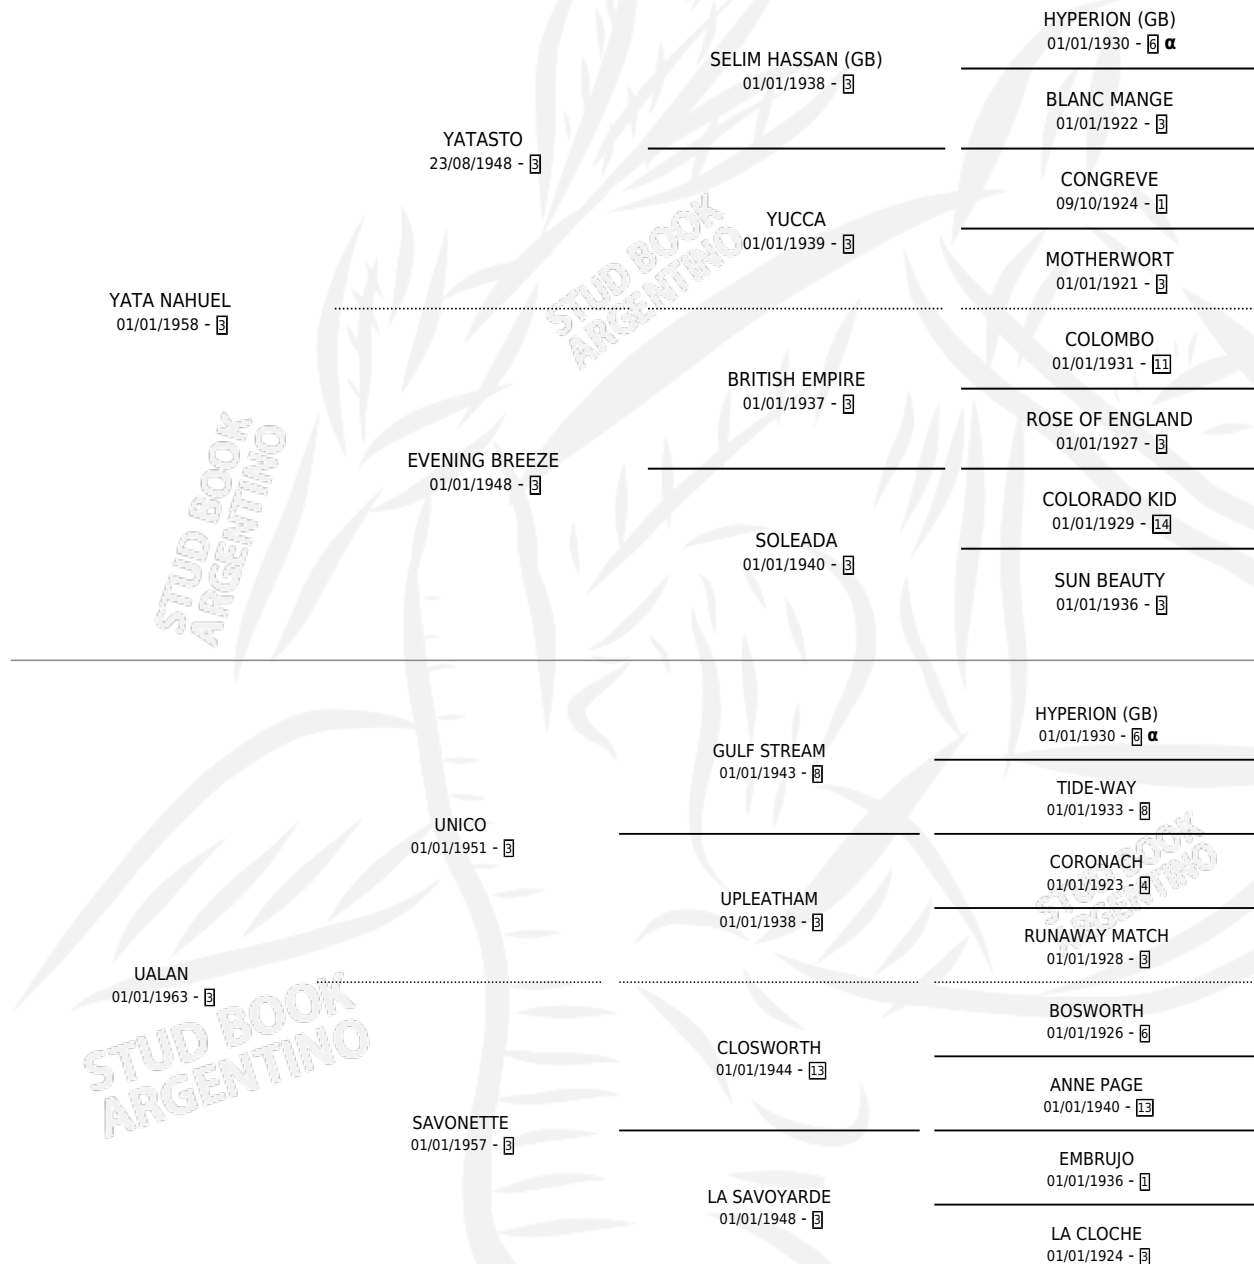 HYPERION (GB)
01/01/1930 - 6 α
SELIM HASSAN (GB)
01/01/1938 - 3
BLANC MANGE
01/01/1922 - 3
YATASTO
23/08/1948 - 3
CONGREVE
09/10/1924 - 1
YUCCA
01/01/1939 - 3
MOTHERWORT
01/01/1921 - 3
STUD BOOK
ARGENTINO
YATA NAHUEL
01/01/1958 - 3
COLOMBO
01/01/1931 - 11
BRITISH EMPIRE
01/01/1937 - 3
ROSE OF ENGLAND
01/01/1927 - 3
EVENING BREEZE
01/01/1948 - 3
COLORADO KID
01/01/1929 - 14
SOLEADA
01/01/1940 - 3
SUN BEAUTY
01/01/1936 - 3
STUD BOOK
ARGENTINO
HYPERION (GB)
01/01/1930 - 6 α
GULF STREAM
01/01/1943 - 8
TIDE-WAY
01/01/1933 - 8
UNICO
01/01/1951 - 3
CORONACH
01/01/1923 - 4
STUD BOOK
ARGENTINO
UPLEATHAM
01/01/1938 - 3
RUNAWAY MATCH
01/01/1928 - 3
UALAN
01/01/1963 - 3
BOSWORTH
01/01/1926 - 6
STUD BOOK
ARGENTINO
CLOSWORTH
01/01/1944 - 13
ANNE PAGE
01/01/1940 - 13
SAVONETTE
01/01/1957 - 3
EMBRUJO
01/01/1936 - 1
LA SAVOYARDE
01/01/1948 - 3
LA CLOCHE
01/01/1924 - 3